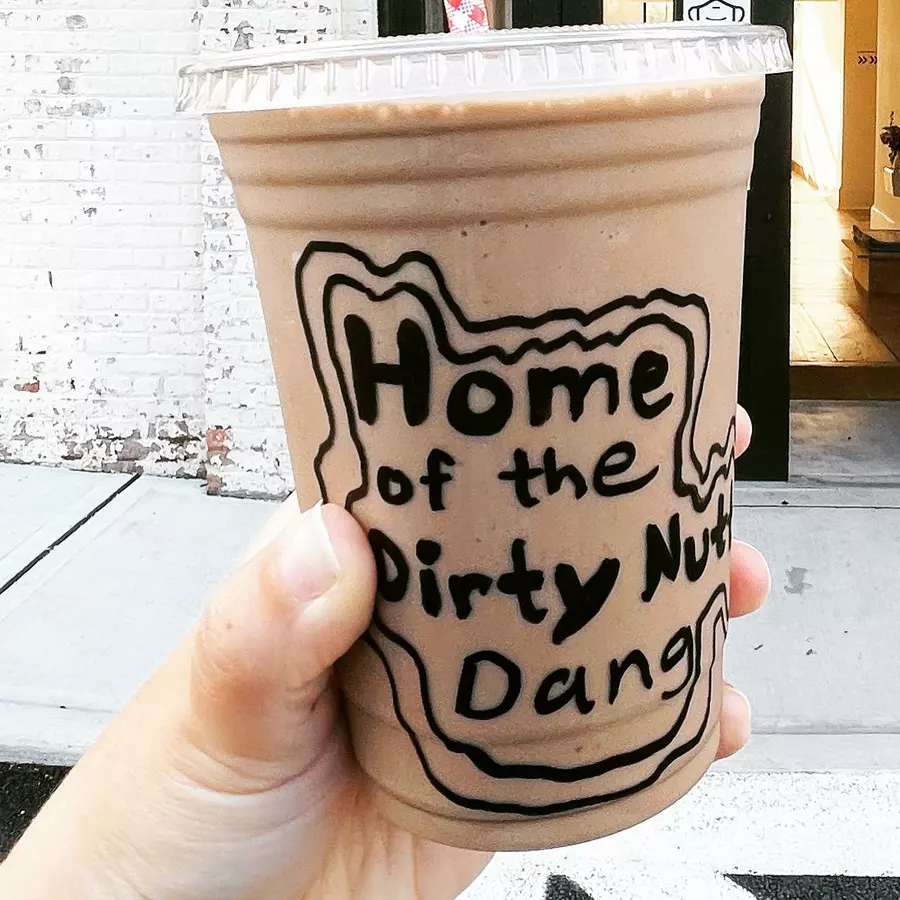 Home
of the
Dirty Nut
Dang